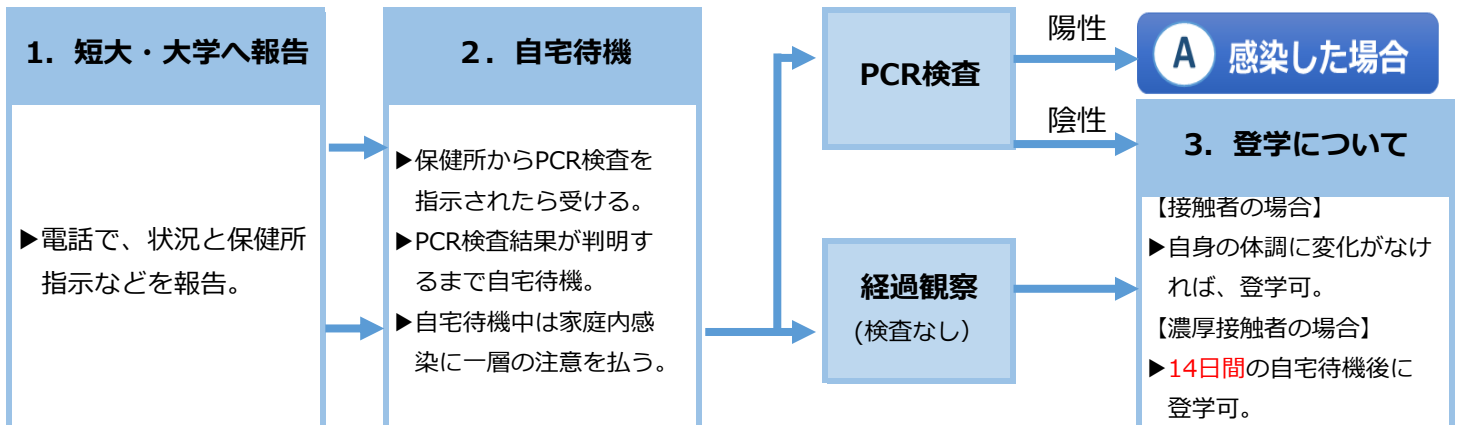 1. 短大・大学へ報告
▶電話で、状況と保健所
指示などを報告。
2. 自宅待機
▶保健所からPCR検査を
指示されたら受ける。
▶PCR検査結果が判明す
るまで自宅待機。
▶自宅待機中は家庭内感
染に一層の注意を払う。
PCR検査
陽性
陰性
経過観察
(検査なし）
A 感染した場合
3. 登学について
【接触者の場合】
▶自身の体調に変化がなけ
れば、登学可。
【濃厚接触者の場合】
▶14日間の自宅待機後に
登学可。